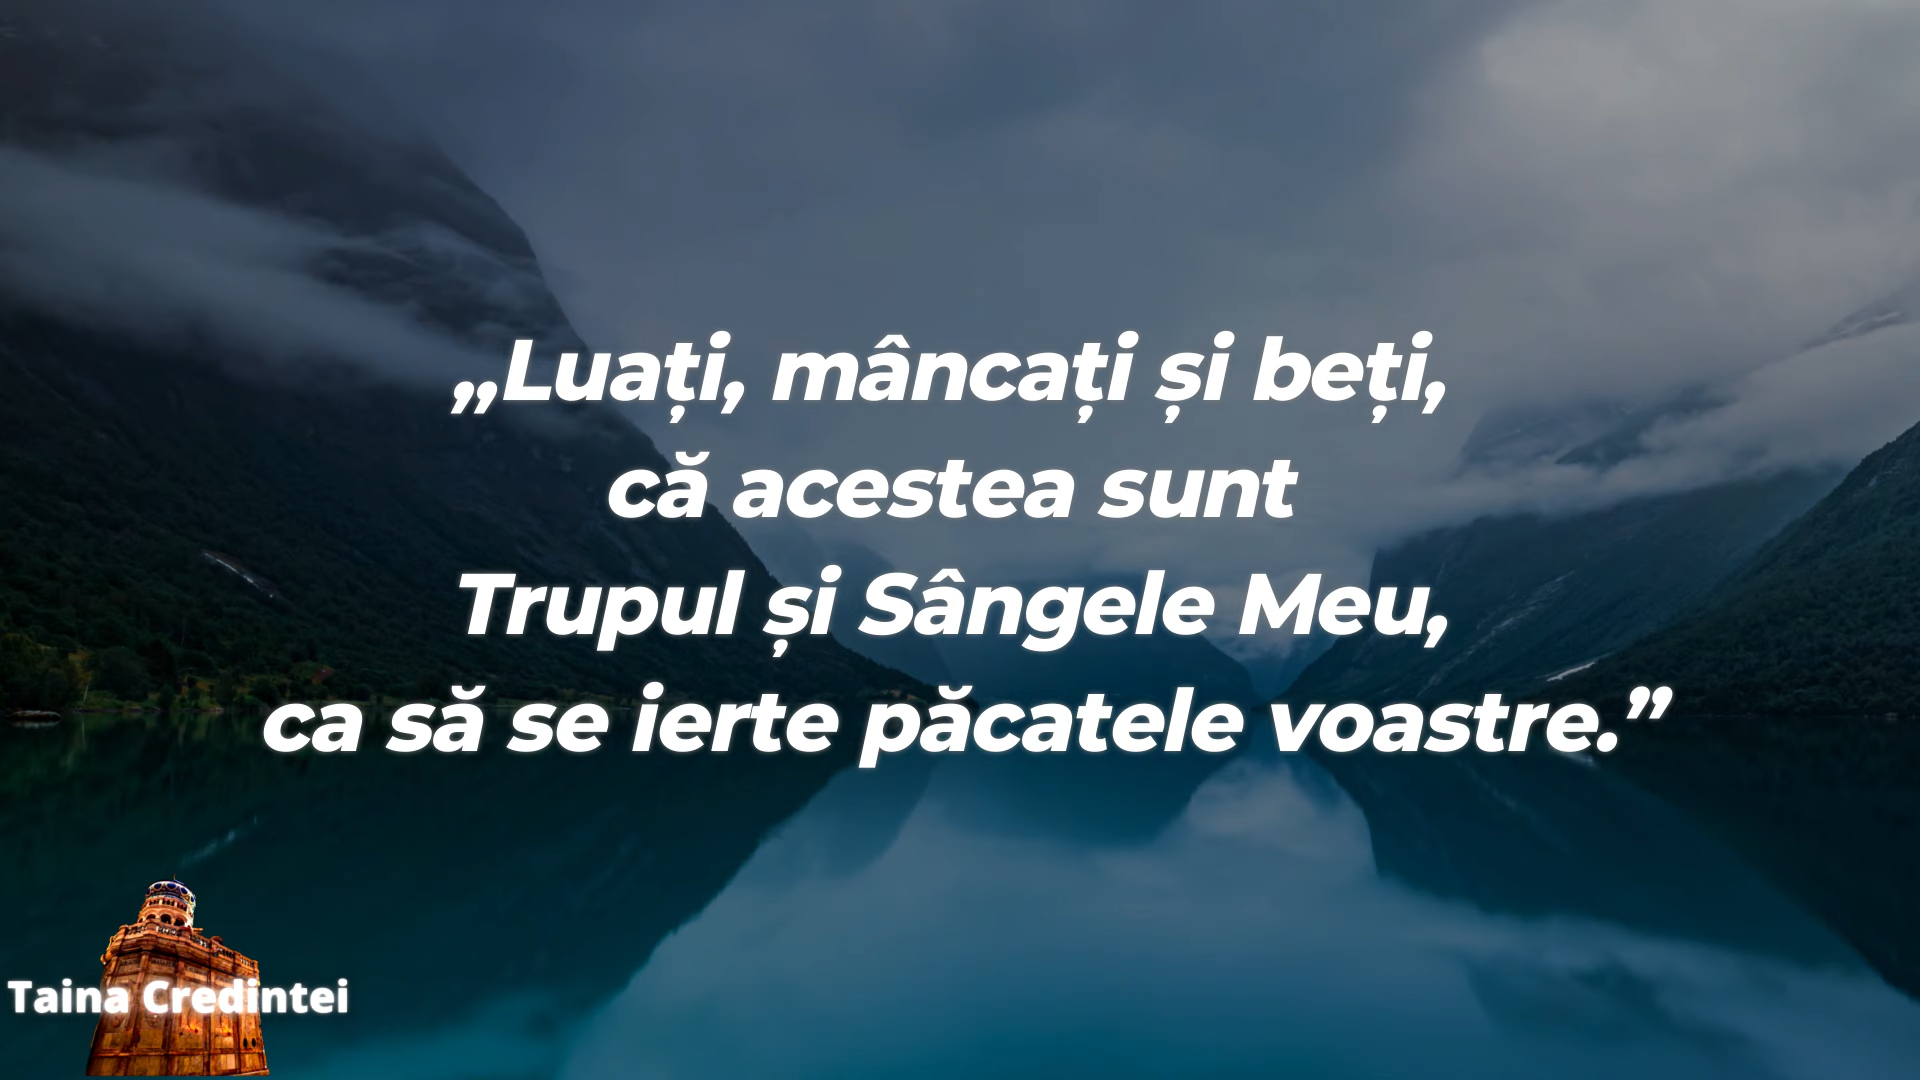 „Luați, mâncați și beți,
că acestea sunt
Trupul și Sângele Meu,
ca să se ierte păcatele voastre.”
Taina Credintei